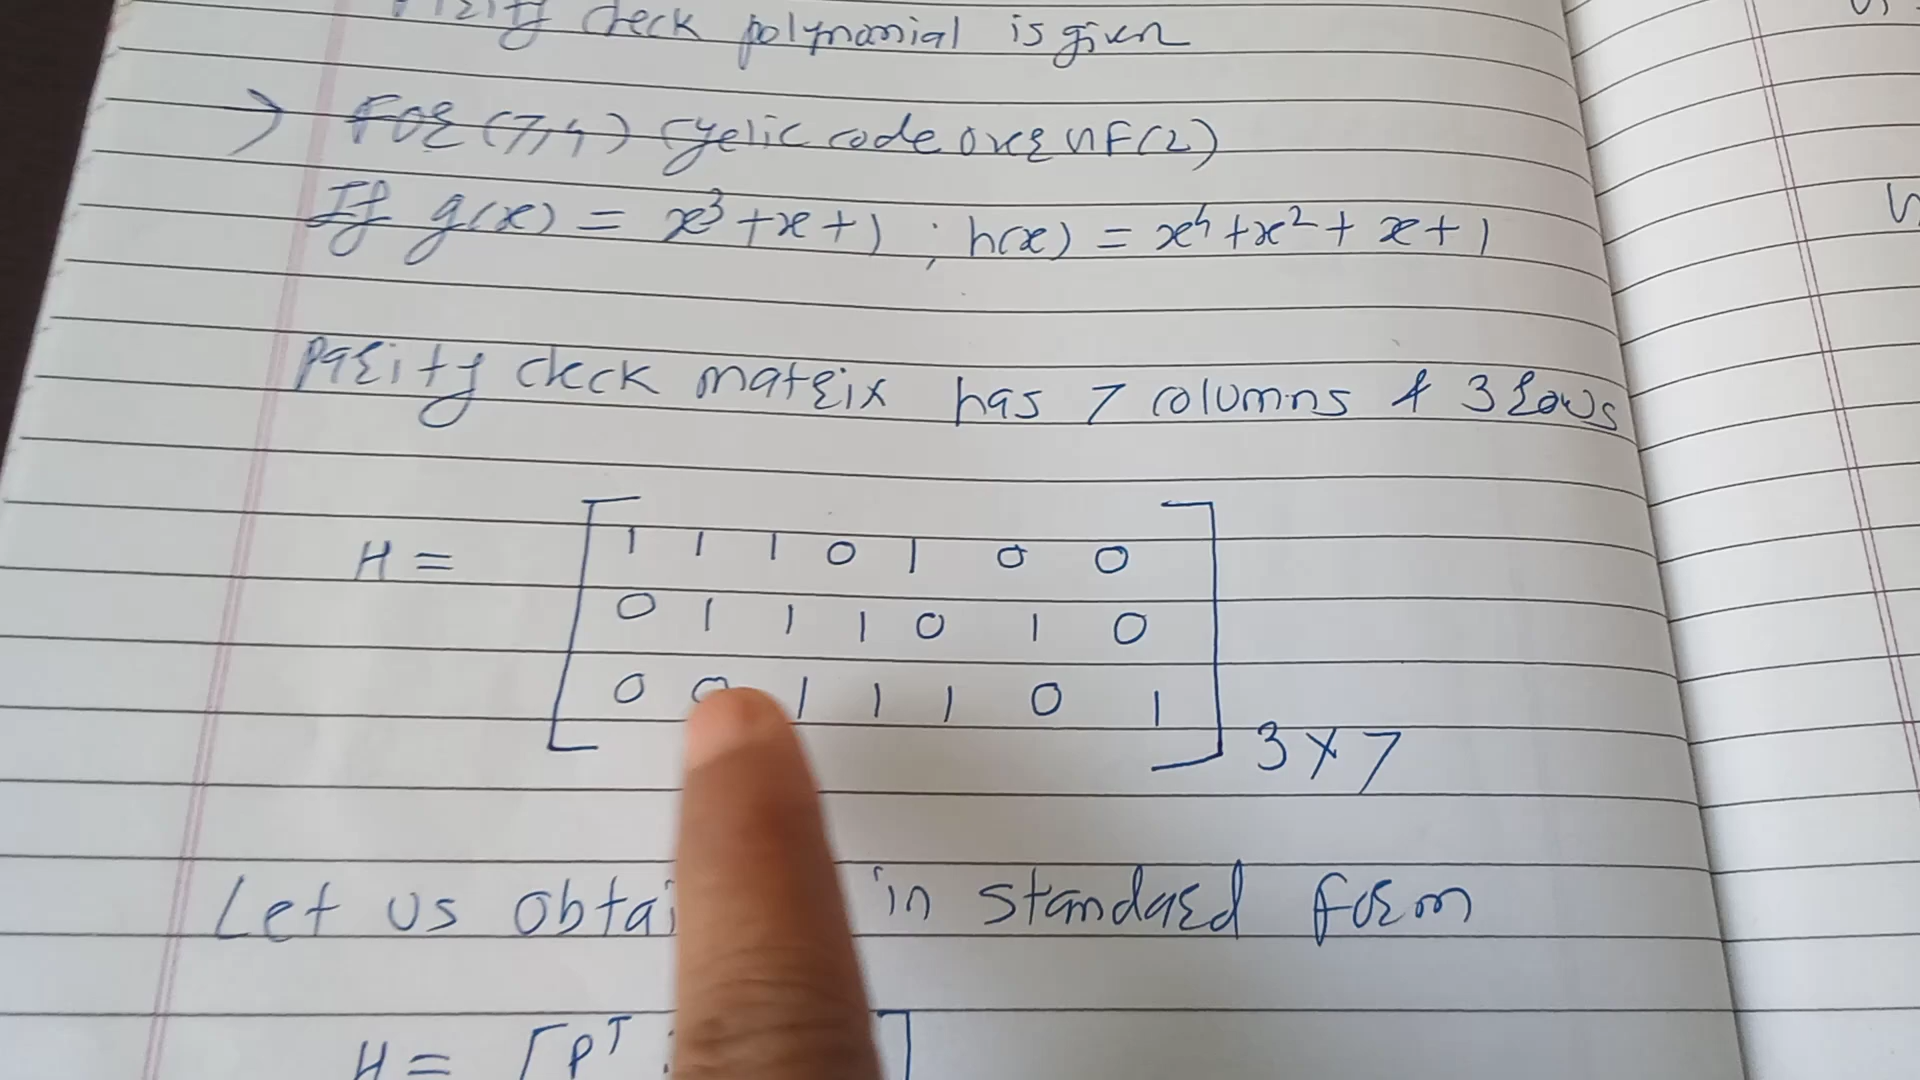 check polynomial is given
→ For (7,4) cyclic code over GF(2)
If g(x) = x³ + x + 1 ; h(x) = x⁴ + x² + x + 1
Parity check matrix has 7 columns & 3 rows
H = [ 1 1 1 0 1 0 0
0 1 1 1 0 1 0
0 0 1 1 1 0 1 ] 3 × 7
Let us obtai in standard form
H = [ Pᵀ : ]